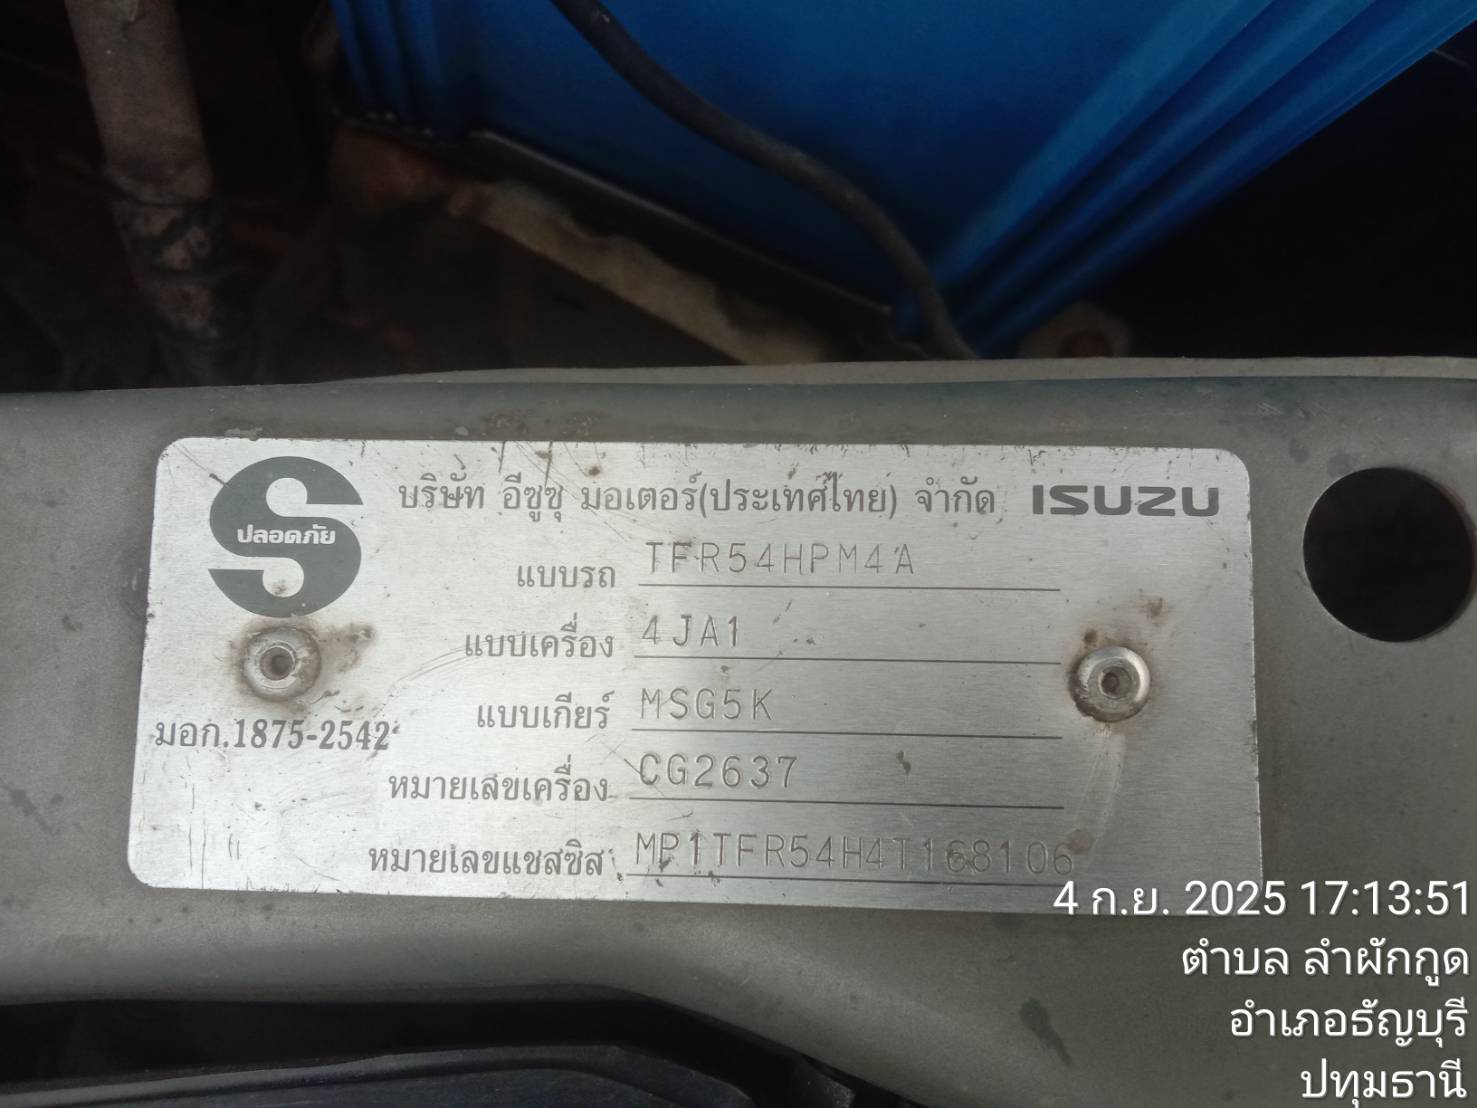 บริษัท อีซูซุ มอเตอร์(ประเทศไทย) จำกัด ISUZU
ปลอดภัย
แบบรถ TFR54HPM4A
แบบเครื่อง 4JA1
แบบเกียร์ MSG5K
มอก.1875-2542
หมายเลขเครื่อง CG2637
หมายเลขแชสซิส MP1TFR54H4T168106
4 ก.ย. 2025 17:13:51
ตำบล ลำผักกูด
อำเภอธัญบุรี
ปทุมธานี